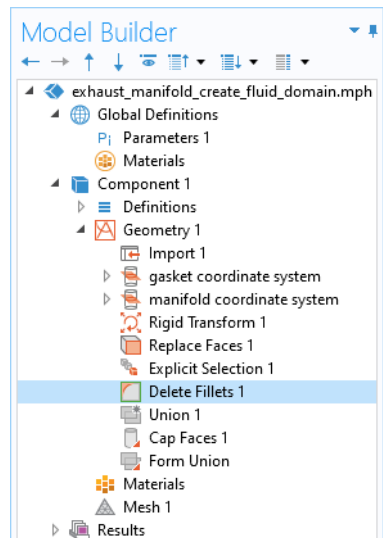 Model Builder
exhaust_manifold_create_fluid_domain.mph
Global Definitions
Pi Parameters 1
Materials
Component 1
Definitions
Geometry 1
Import 1
gasket coordinate system
manifold coordinate system
Rigid Transform 1
Replace Faces 1
Explicit Selection 1
Delete Fillets 1
Union 1
Cap Faces 1
Form Union
Materials
Mesh 1
Results